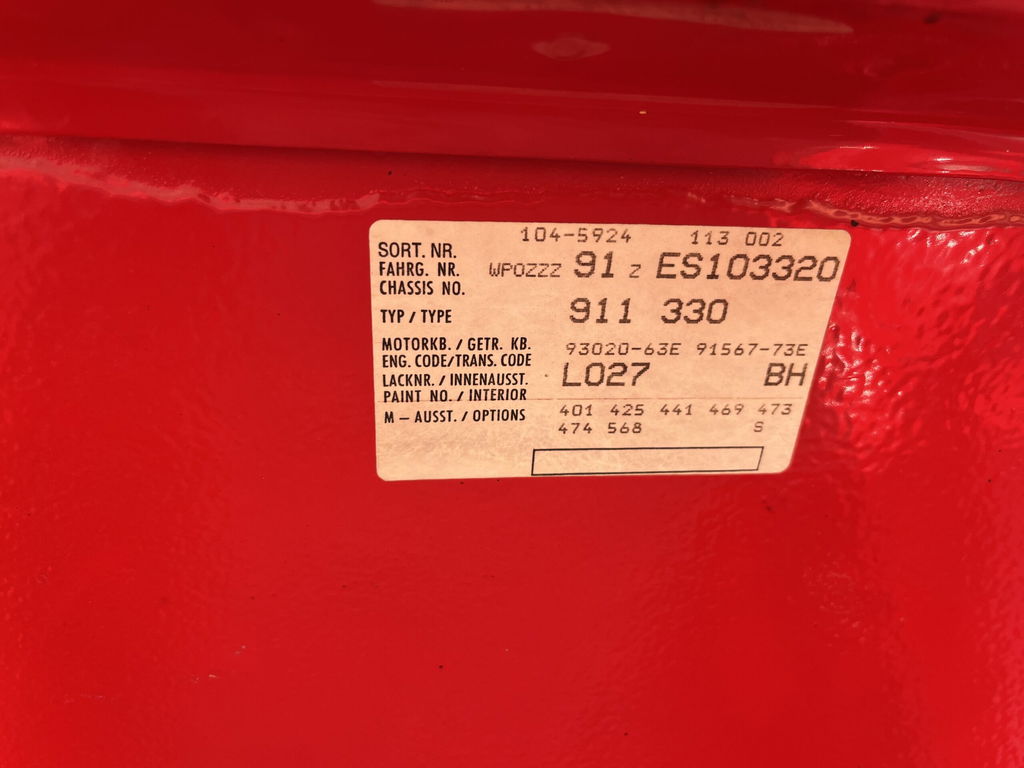 SORT. NR. 104-5924 113 002
FAHRG. NR.
CHASSIS NO. WPOZZZ 91 Z ES103320
TYP / TYPE 911 330
MOTORKB. / GETR. KB.
ENG. CODE/TRANS. CODE 93020-63E 91567-73E
LACKNR. / INNENAUSST.
PAINT NO. / INTERIOR L027 BH
M – AUSST. / OPTIONS 401 425 441 469 473
474 568 S